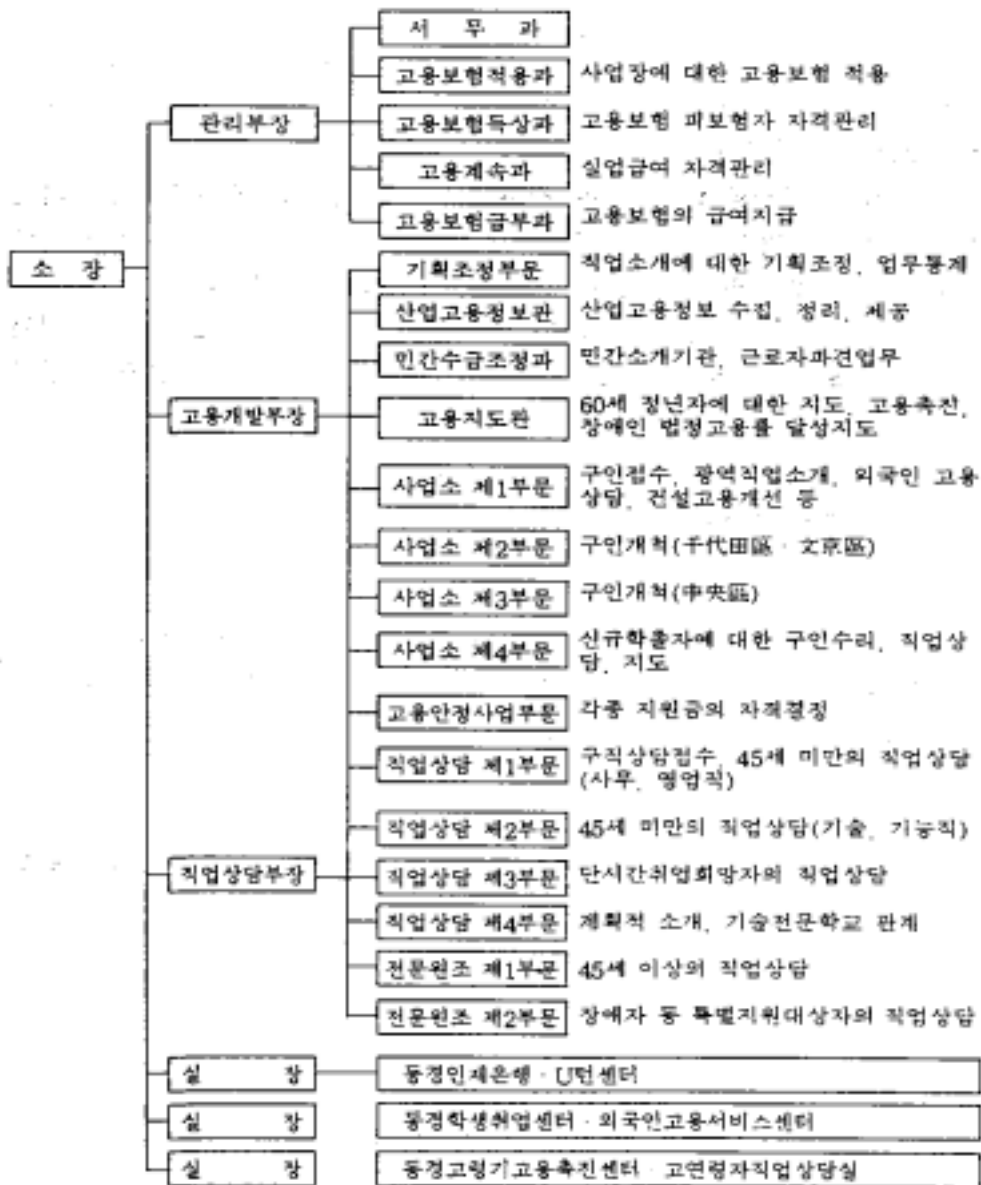 서 무 과
고용보험적용과 사업장에 대한 고용보험 적용
관리부장 고용보험득상과 고용보험 피보험자 자격관리
고용계속과 실업급여 자격관리
고용보험급부과 고용보험의 급여지급
소 장
기획조정부문 직업소개에 대한 기획조정, 업무통계
산업고용정보관 산업고용정보 수집, 정리, 제공
민간수급조정과 민간소개기관, 근로자파견업무
고용개발부장 고용지도관 60세 정년자에 대한 지도, 고용촉진,
장애인 법정고용률 달성지도
사업소 제1부문 구인접수, 광역직업소개, 외국인 고용
상담, 건설고용개선 등
사업소 제2부문 구인개척(千代田區 · 文京區)
사업소 제3부문 구인개척(中央區)
사업소 제4부문 신규학졸자에 대한 구인수리, 직업상
담, 지도
고용안정사업부문 각종 지원금의 자격결정
직업상담 제1부문 구직상담접수, 45세 미만의 직업상담
(사무, 영업직)
직업상담 제2부문 45세 미만의 직업상담(기술, 기능직)
직업상담부장 직업상담 제3부문 단시간취업희망자의 직업상담
직업상담 제4부문 계획적 소개, 기술전문학교 관계
전문원조 제1부문 45세 이상의 직업상담
전문원조 제2부문 장애자 등 특별지원대상자의 직업상담
실 장 동경인재은행 · U턴센터
실 장 동경학생취업센터 · 외국인고용서비스센터
실 장 동경고령기고용촉진센터 · 고연령자직업상담실